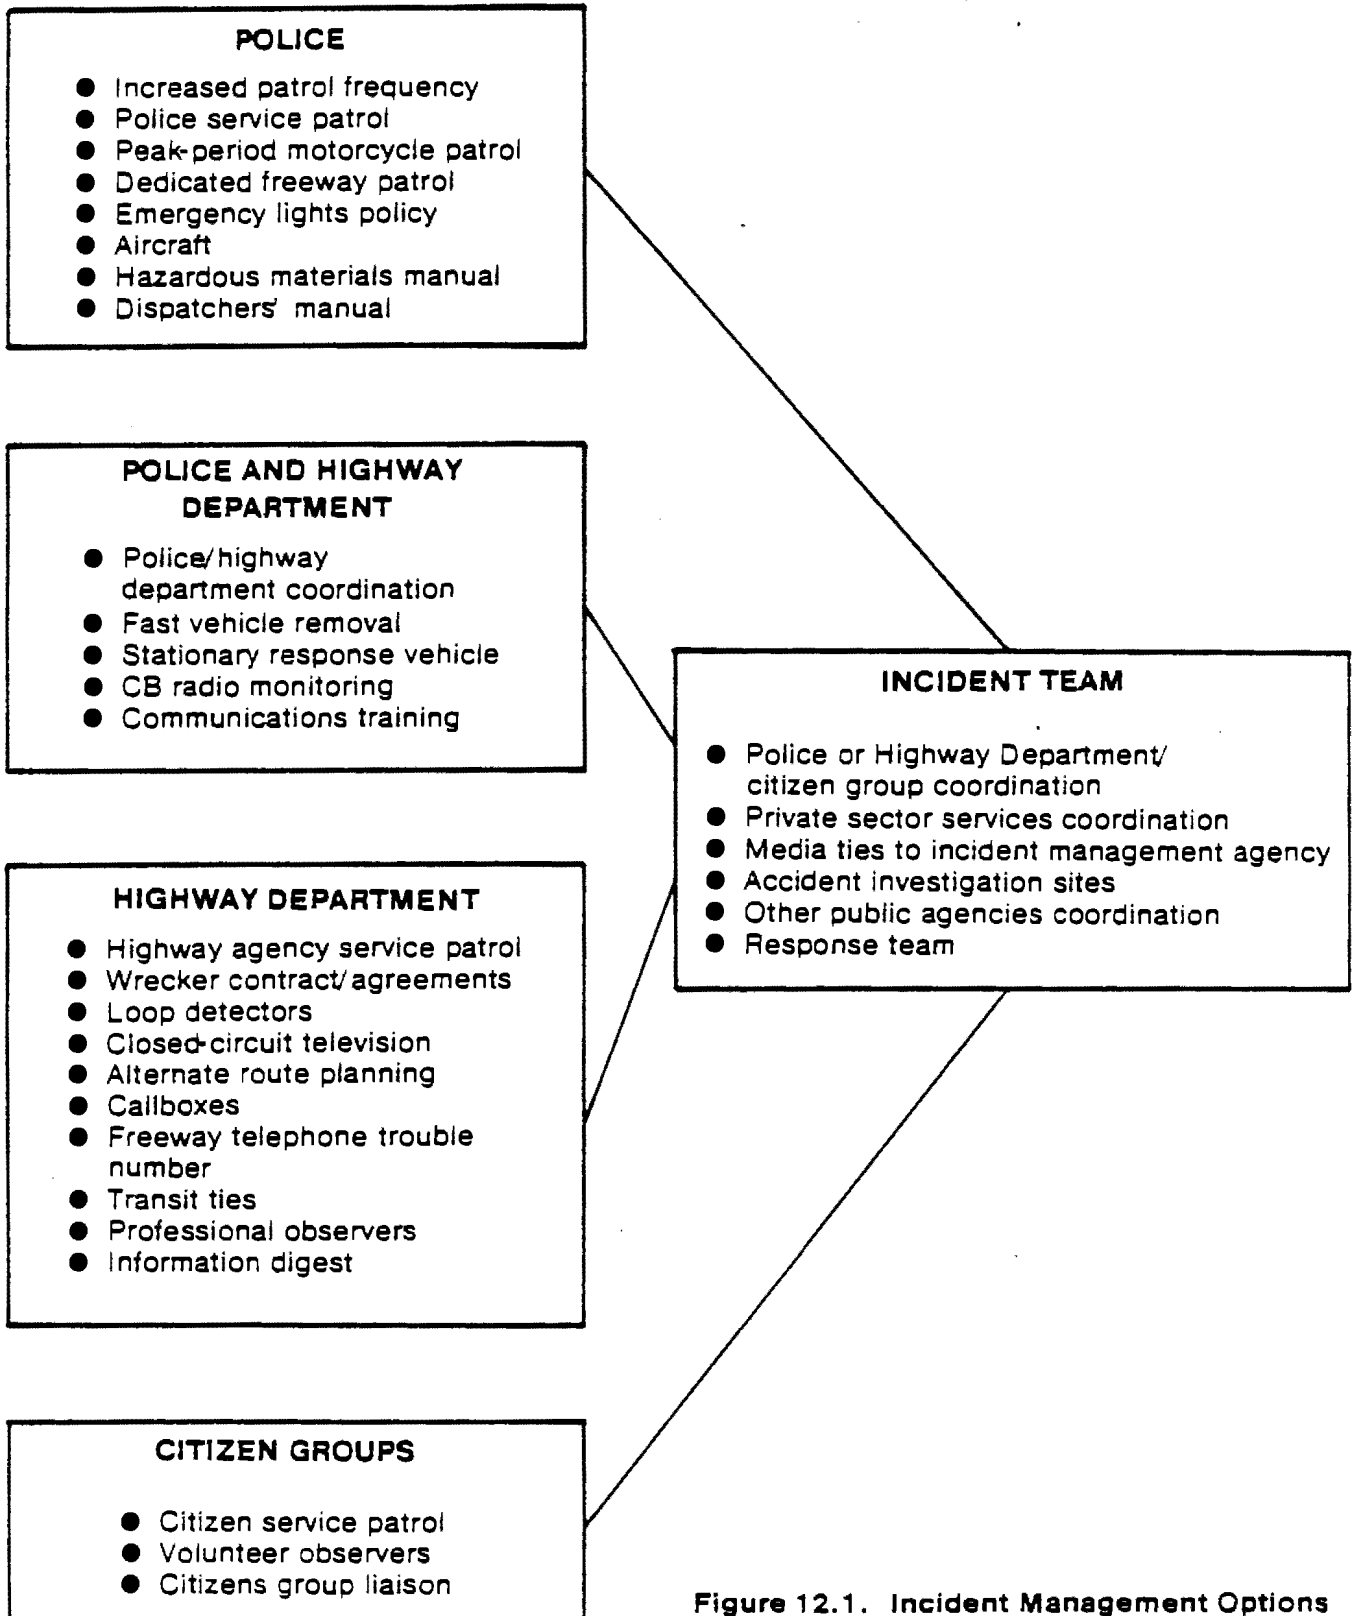 POLICE
● Increased patrol frequency
● Police service patrol
● Peak-period motorcycle patrol
● Dedicated freeway patrol
● Emergency lights policy
● Aircraft
● Hazardous materials manual
● Dispatchers' manual
POLICE AND HIGHWAY
DEPARTMENT
● Police/highway
department coordination
● Fast vehicle removal
● Stationary response vehicle
● CB radio monitoring
● Communications training
HIGHWAY DEPARTMENT
● Highway agency service patrol
● Wrecker contract/agreements
● Loop detectors
● Closed-circuit television
● Alternate route planning
● Callboxes
● Freeway telephone trouble
number
● Transit ties
● Professional observers
● Information digest
CITIZEN GROUPS
● Citizen service patrol
● Volunteer observers
● Citizens group liaison
INCIDENT TEAM
● Police or Highway Department/
citizen group coordination
● Private sector services coordination
● Media ties to incident management agency
● Accident investigation sites
● Other public agencies coordination
● Response team
Figure 12.1. Incident Management Options